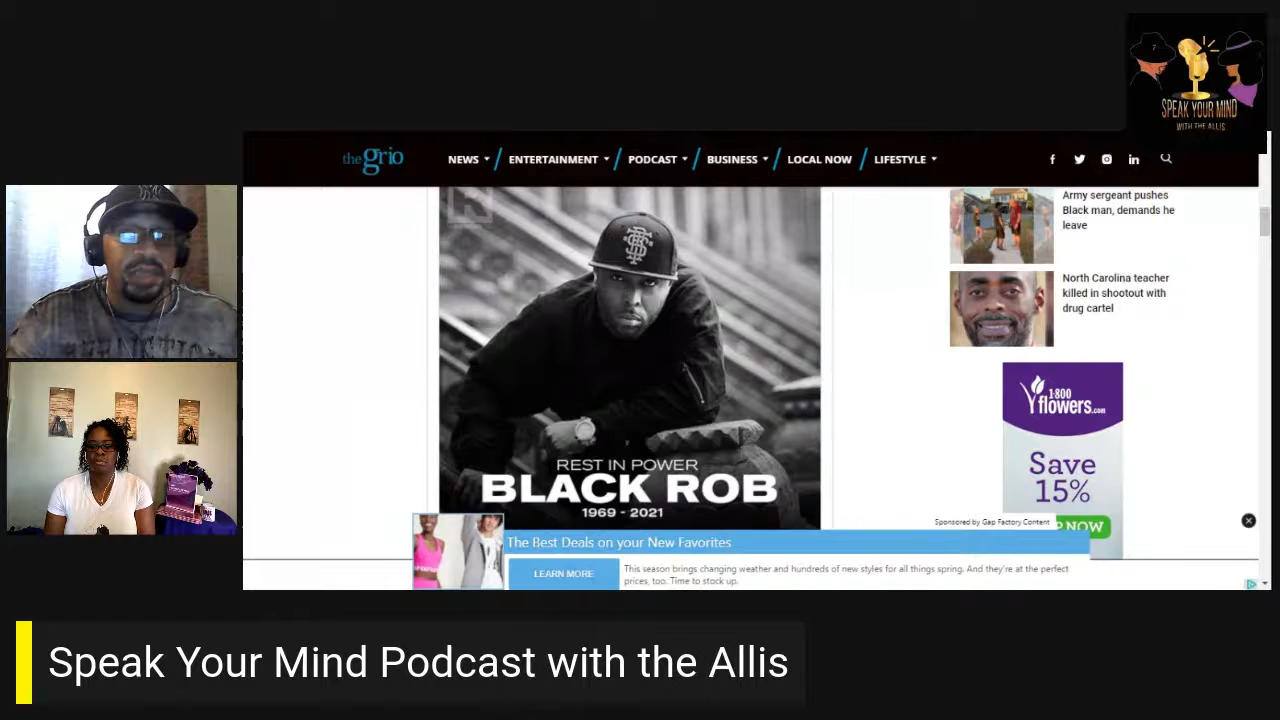 SPEAK YOUR MIND
WITH THE ALLIS
thegrio
NEWS / ENTERTAINMENT / PODCAST / BUSINESS / LOCAL NOW / LIFESTYLE
Army sergeant pushes
Black man, demands he
leave
North Carolina teacher
killed in shootout with
drug cartel
1·800
flowers.com
Save
15%
P NOW
REST IN POWER
BLACK ROB
1969 - 2021
Sponsored by Gap Factory Content
The Best Deals on your New Favorites
LEARN MORE
This season brings changing weather and hundreds of new styles for all things spring. And they're at the perfect
prices, too. Time to stock up.
Speak Your Mind Podcast with the Allis